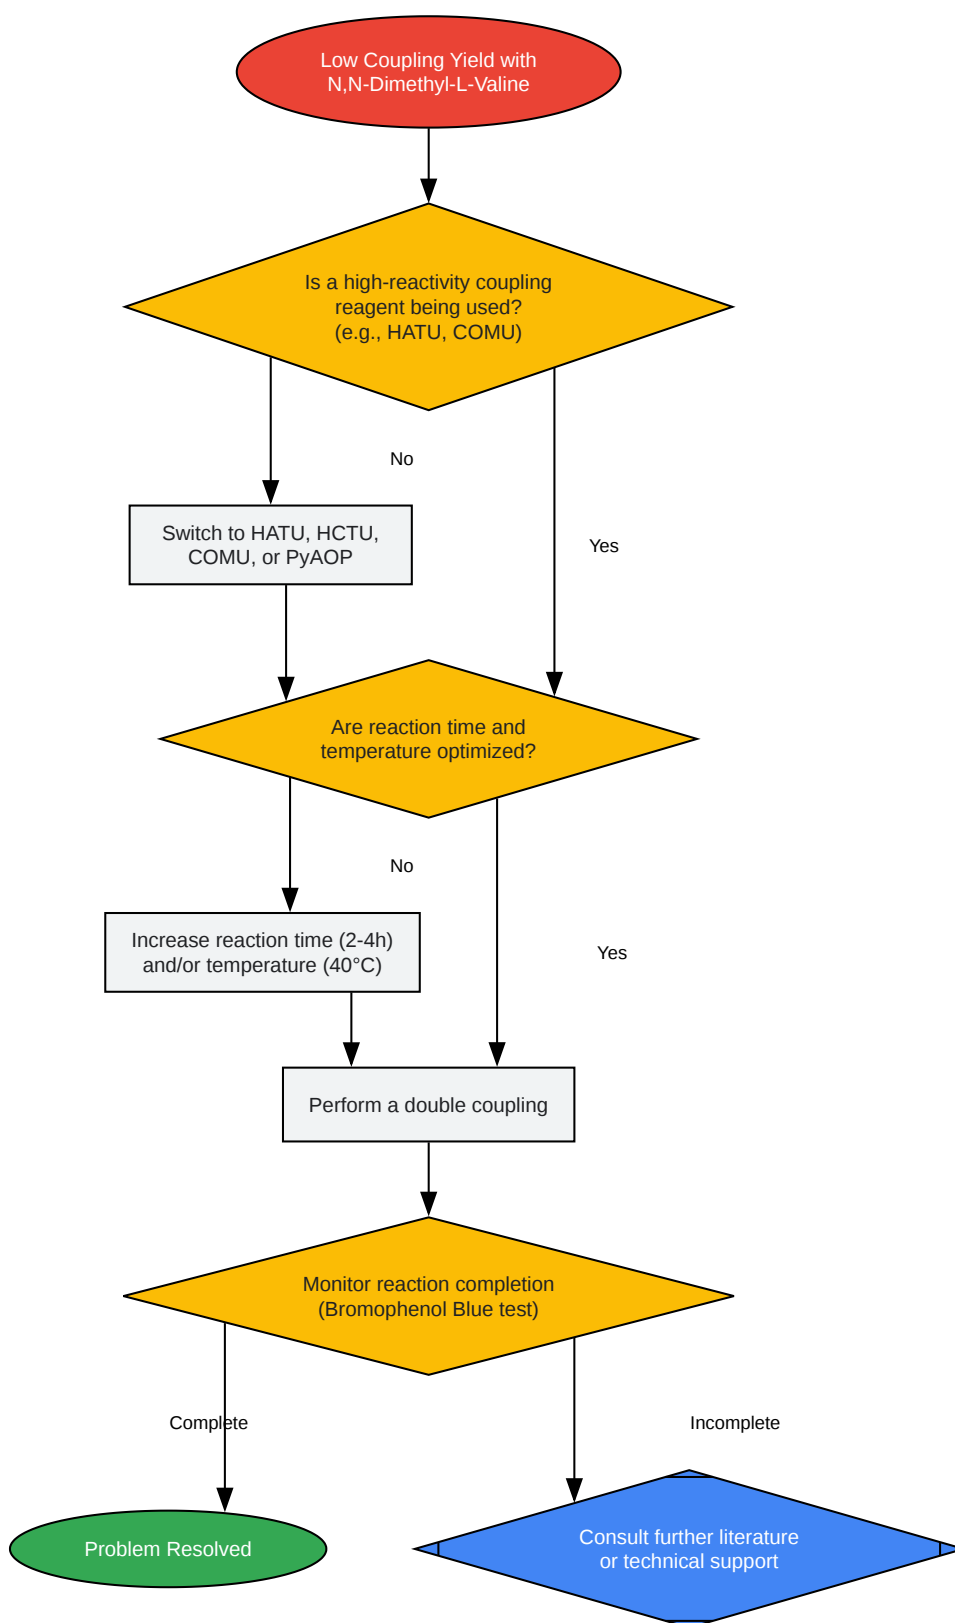 Low Coupling Yield with
N,N-Dimethyl-L-Valine
Is a high-reactivity coupling
reagent being used?
(e.g., HATU, COMU)
No
Switch to HATU, HCTU,
COMU, or PyAOP
Yes
Are reaction time and
temperature optimized?
No
Increase reaction time (2-4h)
and/or temperature (40°C)
Yes
Perform a double coupling
Monitor reaction completion
(Bromophenol Blue test)
Complete
Incomplete
Problem Resolved
Consult further literature
or technical support